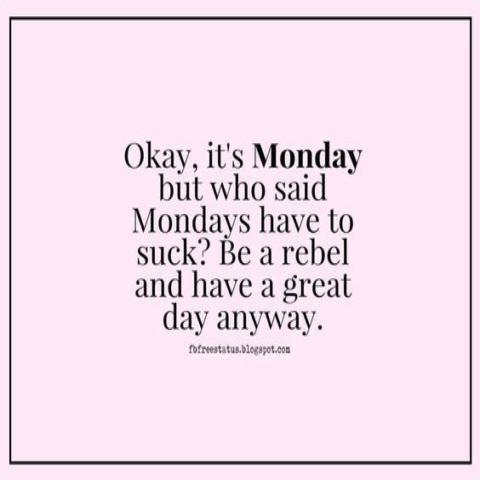 Okay, it's Monday
but who said
Mondays have to
suck? Be a rebel
and have a great
day anyway.
fbfreestatus.blogspot.com